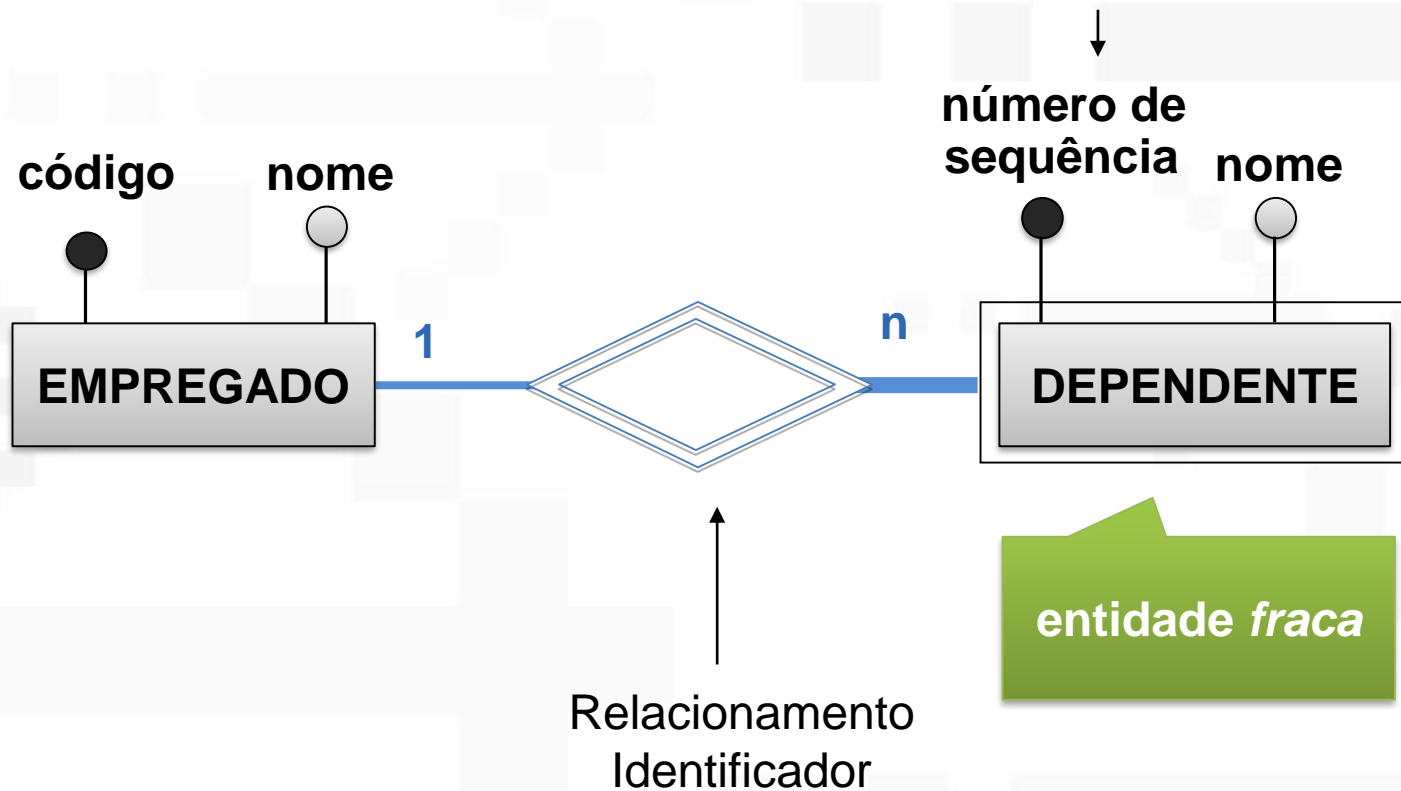 número de
sequência
código
nome
nome
1
n
EMPREGADO
DEPENDENTE
entidade fraca
Relacionamento
Identificador